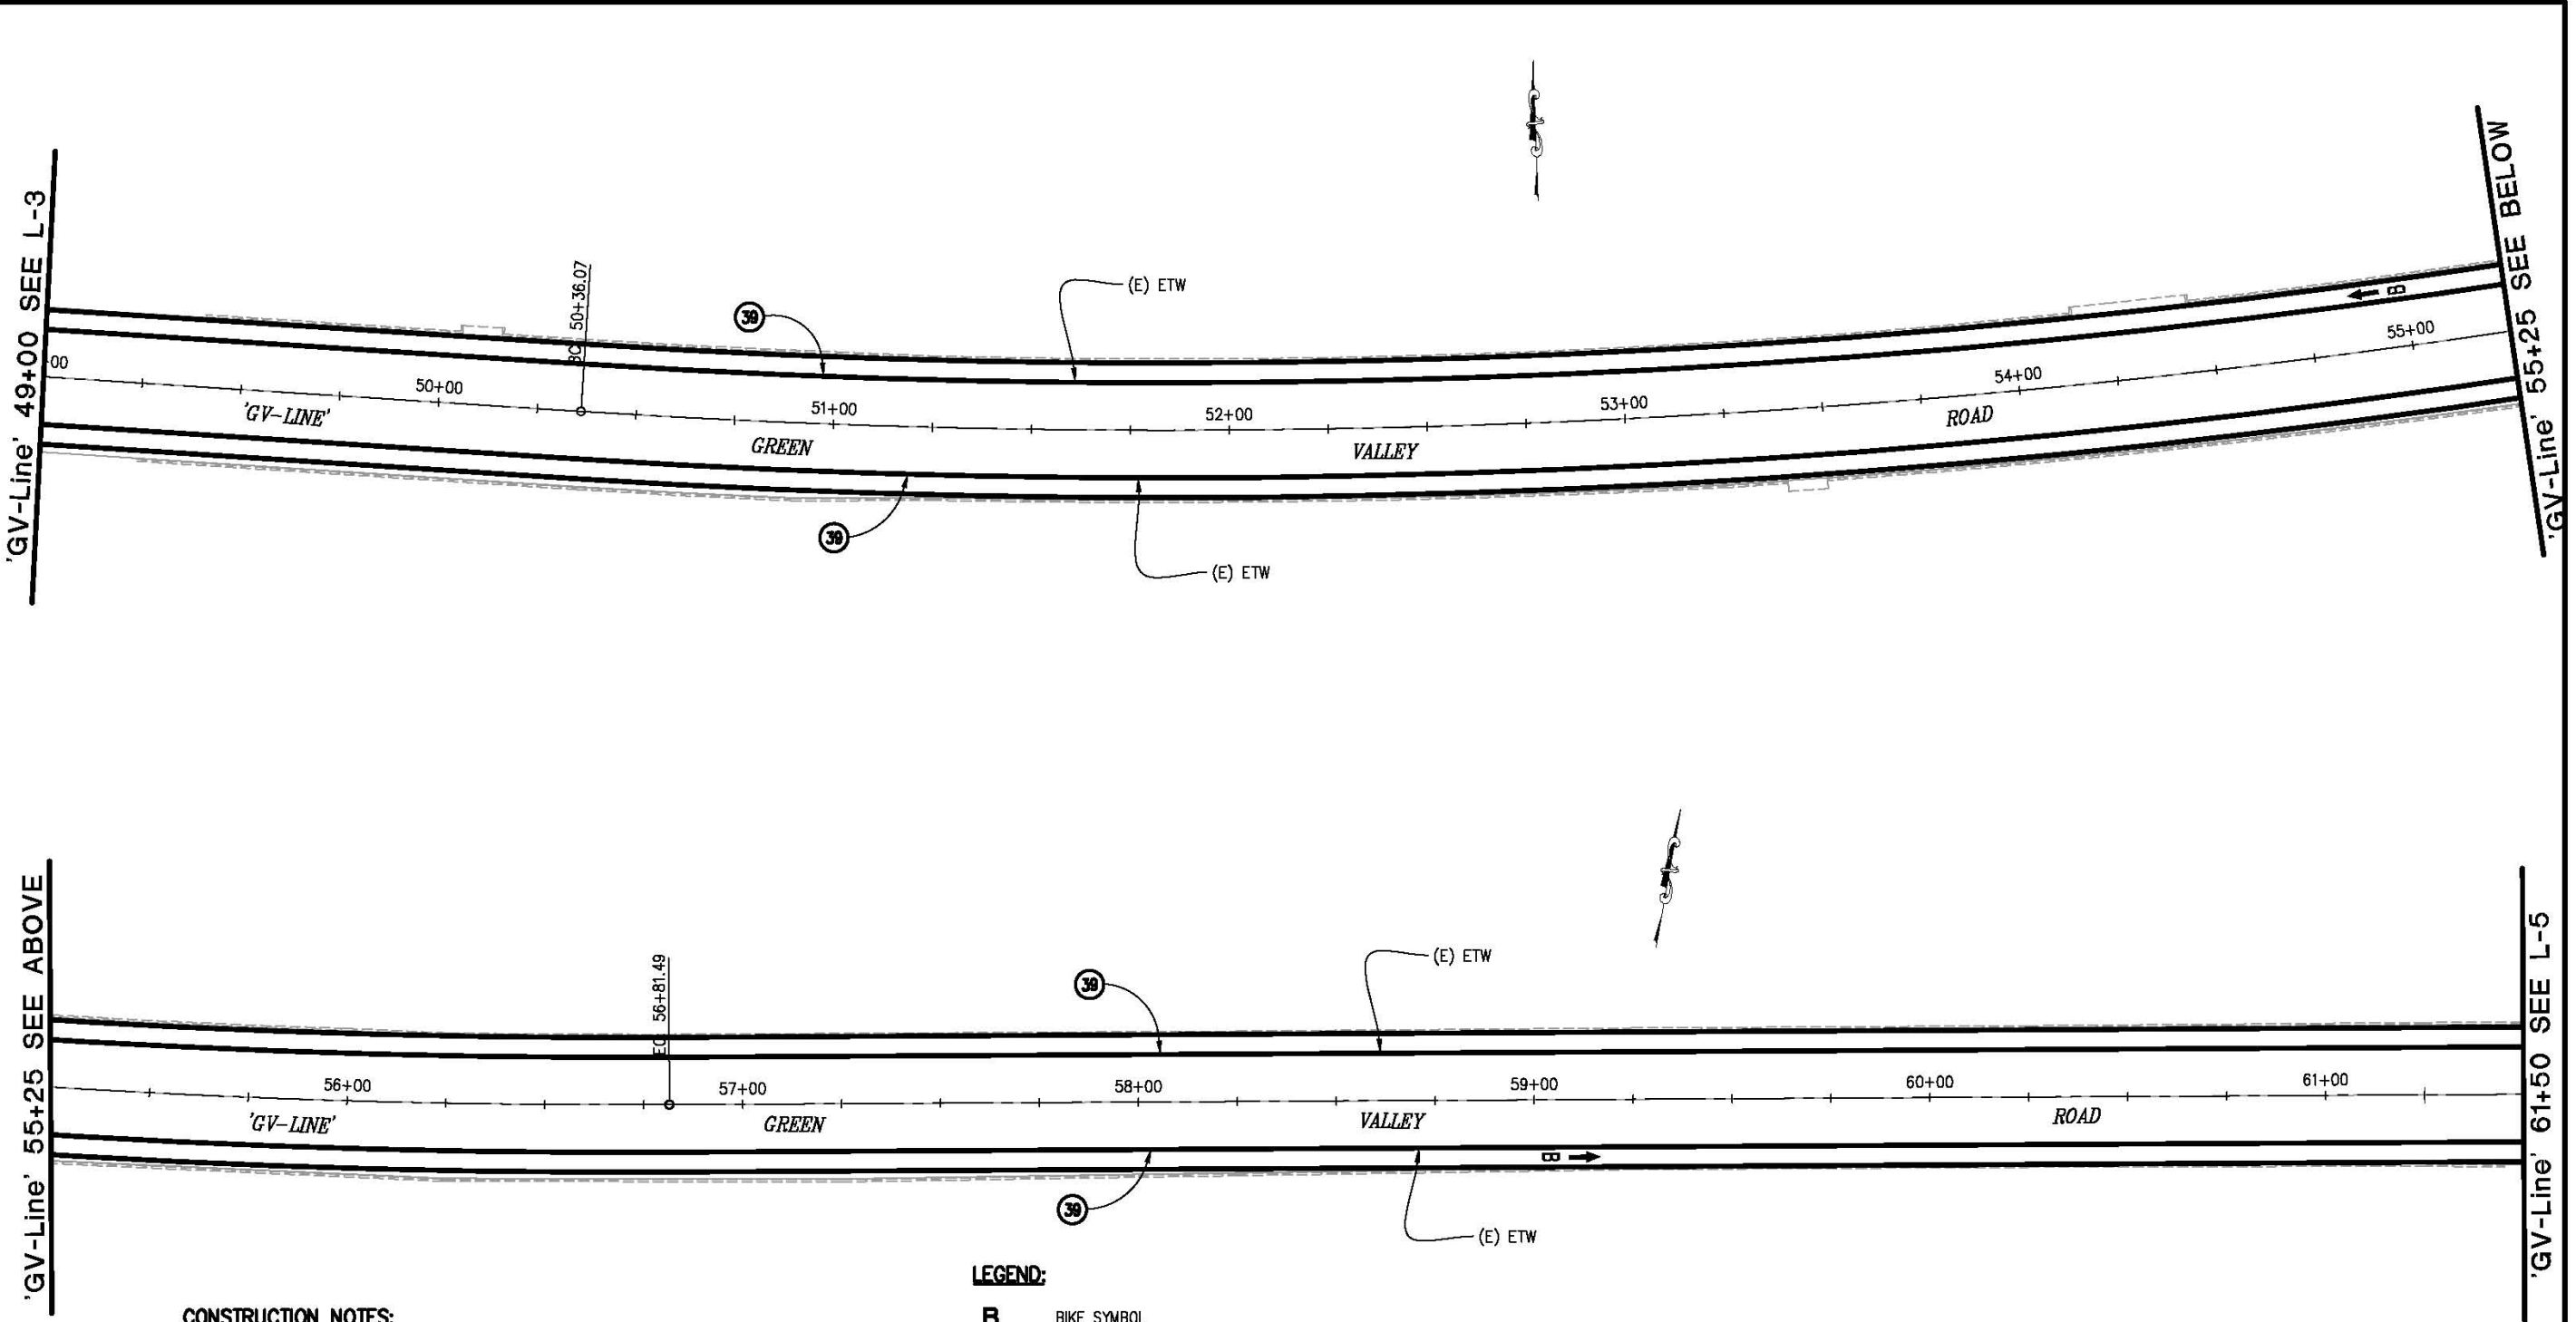 'GV-Line' 49+00 SEE L-3
BC 50+36.07
39
(E) ETW
B
'GV-Line' 55+25 SEE BELOW
00
50+00
51+00
52+00
53+00
54+00
55+00
'GV-LINE'
GREEN
VALLEY
ROAD
39
(E) ETW
'GV-Line' 55+25 SEE ABOVE
EC 56+81.49
39
(E) ETW
'GV-Line' 61+50 SEE L-5
56+00
57+00
58+00
59+00
60+00
61+00
'GV-LINE'
GREEN
VALLEY
ROAD
B
39
(E) ETW
LEGEND:
CONSTRUCTION NOTES:
B BIKE SYMBOL